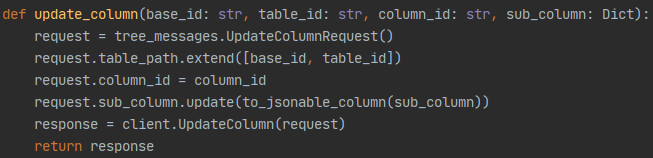 def update_column(base_id: str, table_id: str, column_id: str, sub_column: Dict):
    request = tree_messages.UpdateColumnRequest()
    request.table_path.extend([base_id, table_id])
    request.column_id = column_id
    request.sub_column.update(to_jsonable_column(sub_column))
    response = client.UpdateColumn(request)
    return response